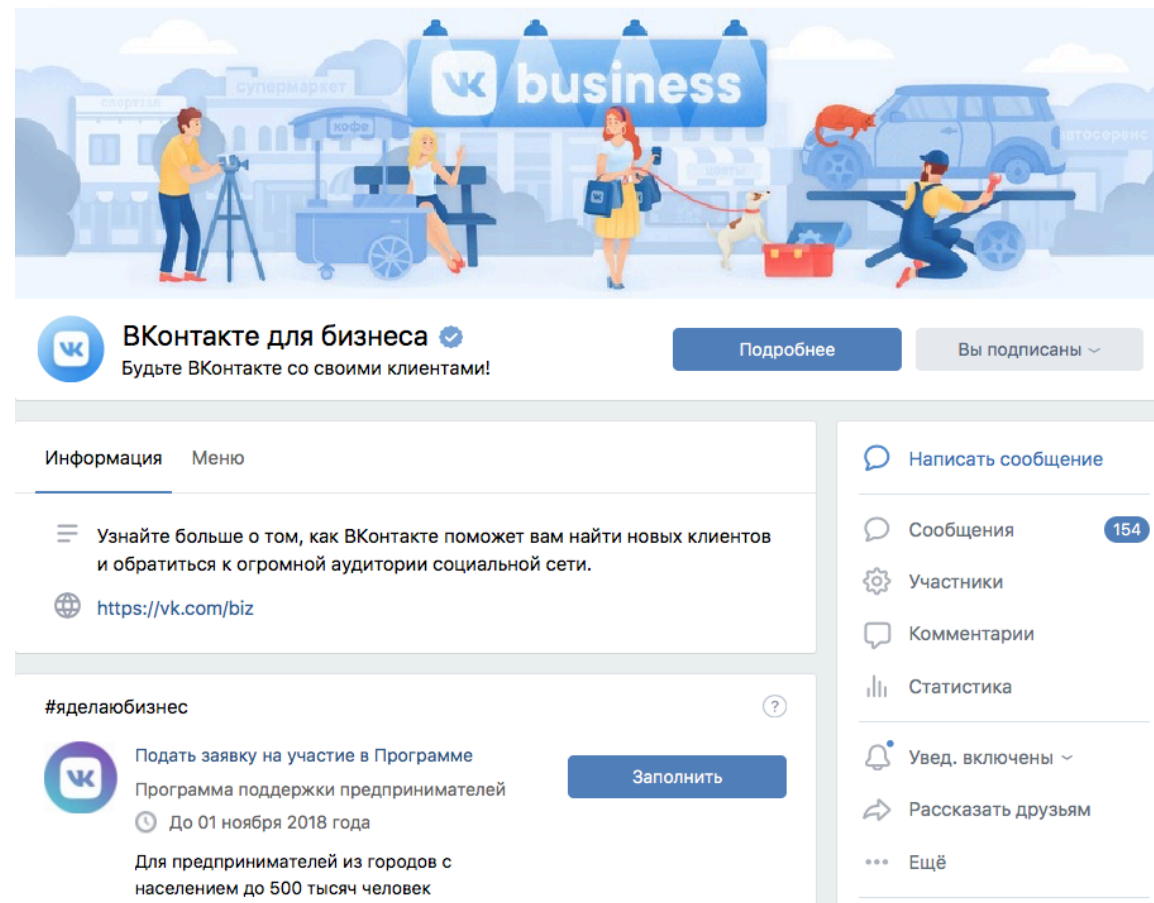 спортзал
супермаркет
кофе
VK business
цветы
автосервис
ВКонтакте для бизнеса
Будьте ВКонтакте со своими клиентами!
Подробнее
Вы подписаны
Информация
Меню
Узнайте больше о том, как ВКонтакте поможет вам найти новых клиентов
и обратиться к огромной аудитории социальной сети.
https://vk.com/biz
#яделаюбизнес
?
Подать заявку на участие в Программе
Программа поддержки предпринимателей
До 01 ноября 2018 года
Для предпринимателей из городов с
населением до 500 тысяч человек
Заполнить
Написать сообщение
Сообщения 154
Участники
Комментарии
Статистика
Увед. включены
Рассказать друзьям
Ещё